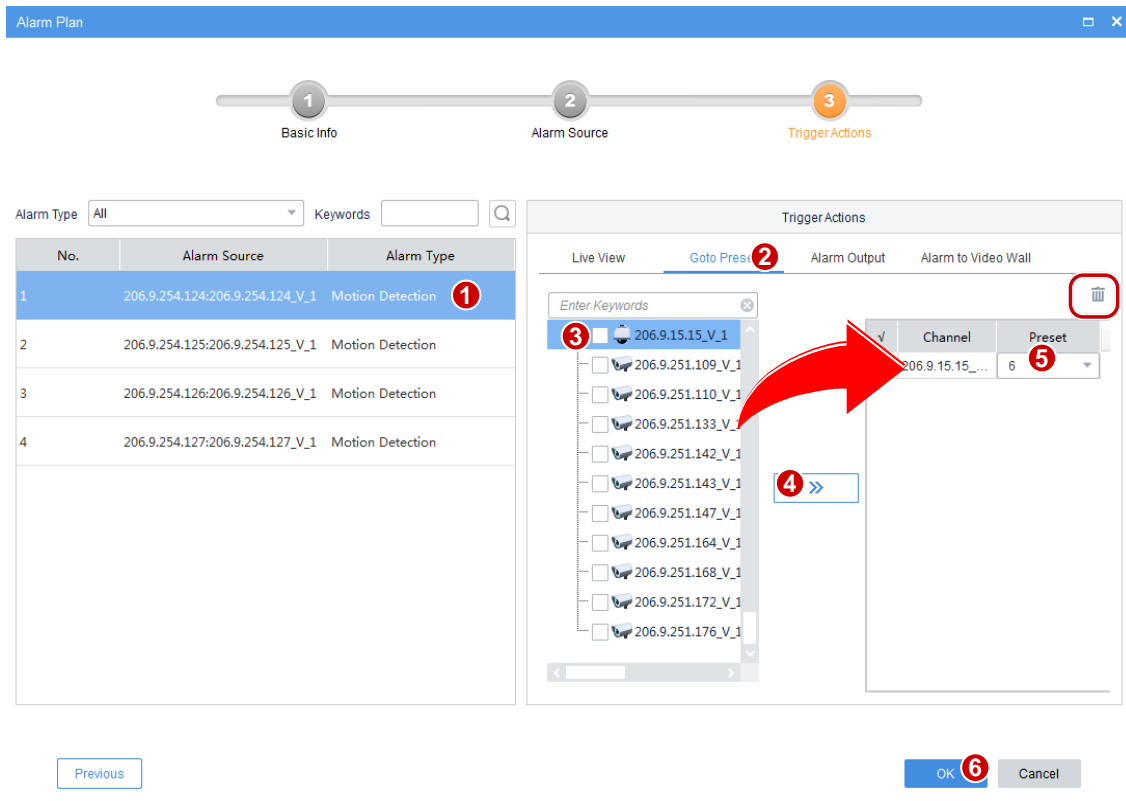 Alarm Plan
1 2 3
Basic Info Alarm Source Trigger Actions
Alarm Type All Keywords
No. Alarm Source Alarm Type
1 206.9.254.124:206.9.254.124_V_1 Motion Detection 1
2 206.9.254.125:206.9.254.125_V_1 Motion Detection
3 206.9.254.126:206.9.254.126_V_1 Motion Detection
4 206.9.254.127:206.9.254.127_V_1 Motion Detection
Trigger Actions
Live View Goto Prese 2 Alarm Output Alarm to Video Wall
Enter Keywords
3 206.9.15.15_V_1
206.9.251.109_V_1
206.9.251.110_V_1
206.9.251.133_V_1
206.9.251.142_V_1
206.9.251.143_V_1
206.9.251.147_V_1
206.9.251.164_V_1
206.9.251.168_V_1
206.9.251.172_V_1
206.9.251.176_V_1
4 »
√ Channel Preset
206.9.15.15_... 6 5
Previous OK 6 Cancel